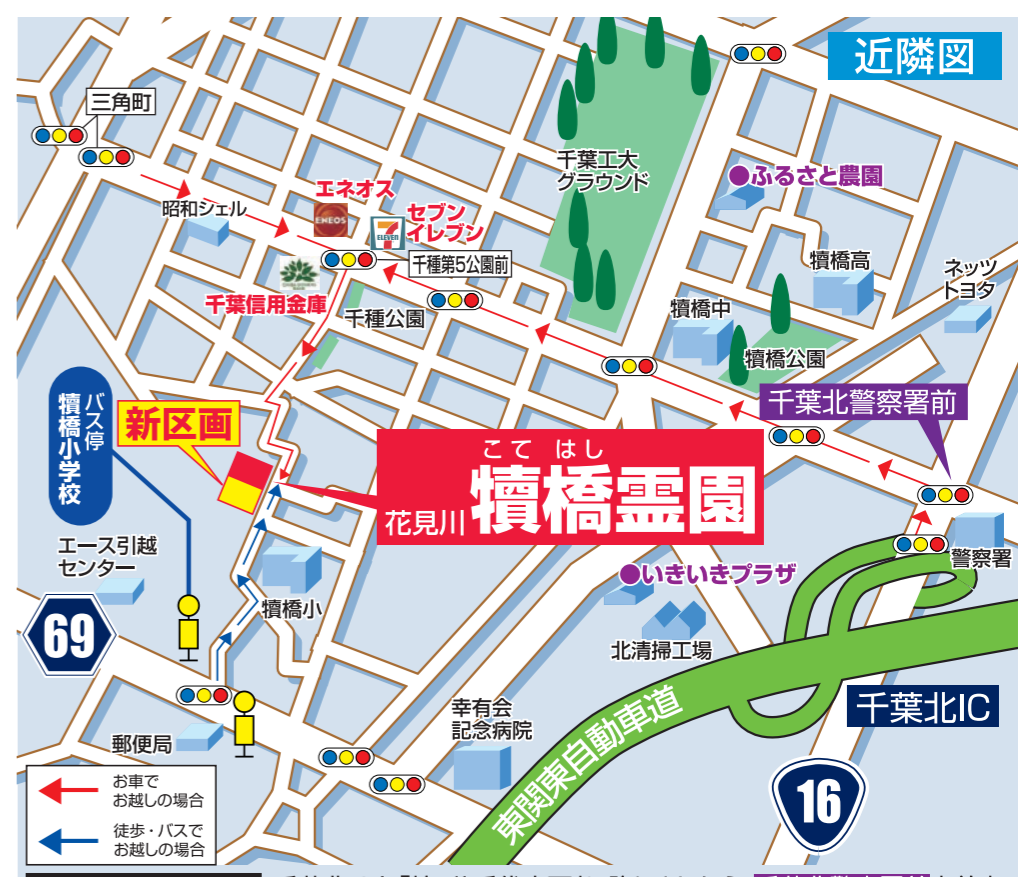 近隣図
三角町
昭和シェル
エネオス
ENEOS
セブン
イレブン
7
ELEVEN
千種第5公園前
千葉信用金庫
千種公園
千葉工大
グラウンド
●ふるさと農園
犢橋高
ネッツ
トヨタ
犢橋中
犢橋公園
千葉北警察署前
バス停
犢橋小学校
新区画
こてはし
花見川 犢橋霊園
警察署
エース引越
センター
犢橋小
●いきいきプラザ
北清掃工場
69
千葉北IC
幸有会
記念病院
東関東自動車道
郵便局
16
お車で
お越しの場合
徒歩・バスで
お越しの場合